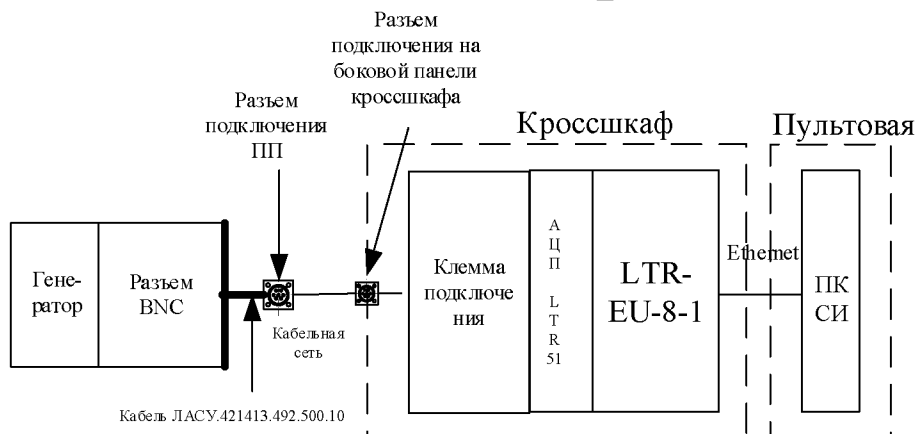 Разъем
подключения на
боковой панели
кроссшкафа
Разъем
подключения
ПП
Кроссшкаф
Пультовая
Гене-
ратор
Разъем
BNC
Кабельная
сеть
Клемма
подключе
ния
А
Ц
П
L
T
R
51
LTR-
EU-8-1
Ethernet
ПК
СИ
Кабель ЛАСУ.421413.492.500.10